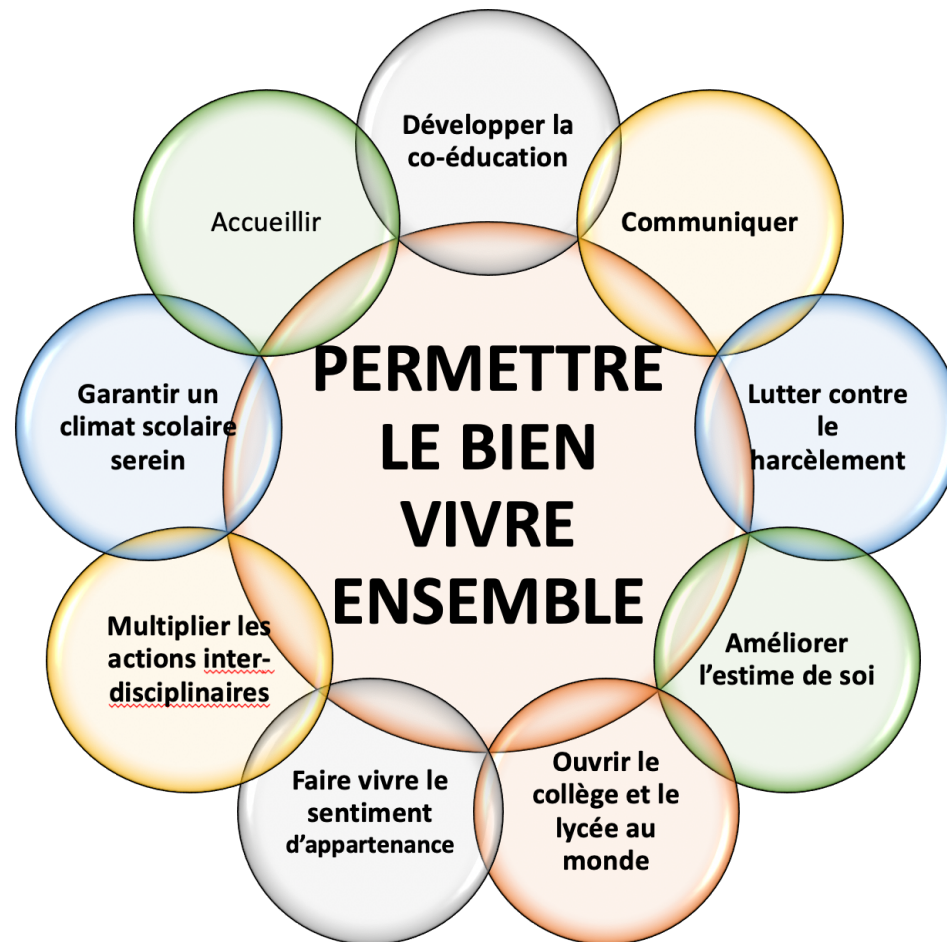 Développer la
co-éducation
Communiquer
Lutter contre
le
harcèlement
Améliorer
l’estime de soi
Ouvrir le
collège et le
lycée au
monde
Faire vivre le
sentiment
d’appartenance
Multiplier les
actions inter-
disciplinaires
Garantir un
climat scolaire
serein
Accueillir
PERMETTRE
LE BIEN
VIVRE
ENSEMBLE